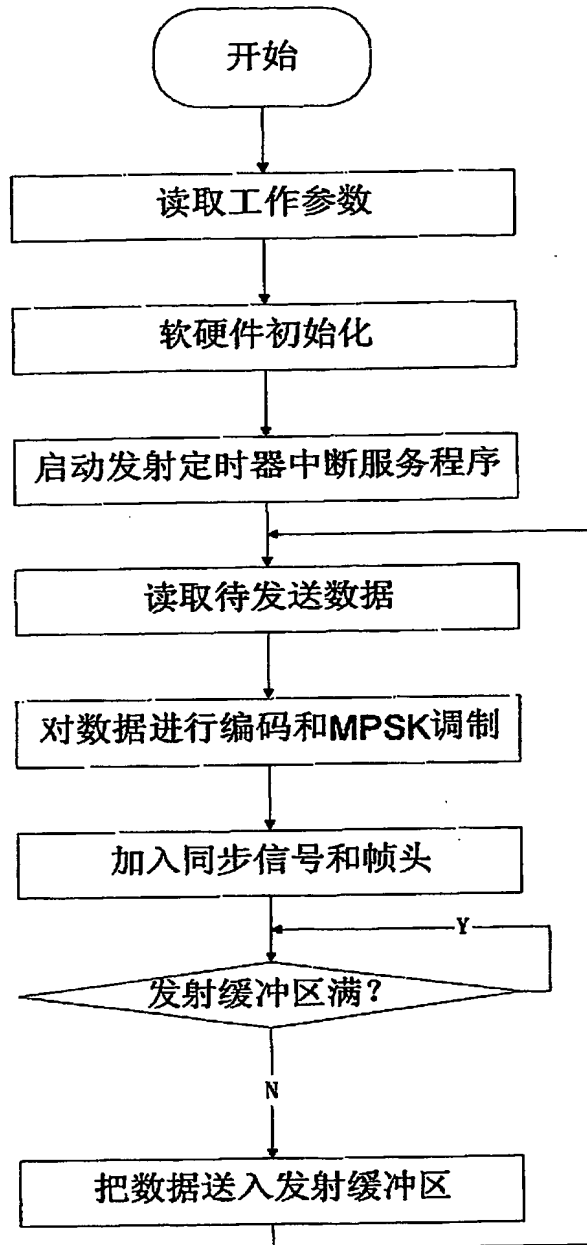 开始
读取工作参数
软硬件初始化
启动发射定时器中断服务程序
读取待发送数据
对数据进行编码和MPSK调制
加入同步信号和帧头
Y
发射缓冲区满?
N
把数据送入发射缓冲区